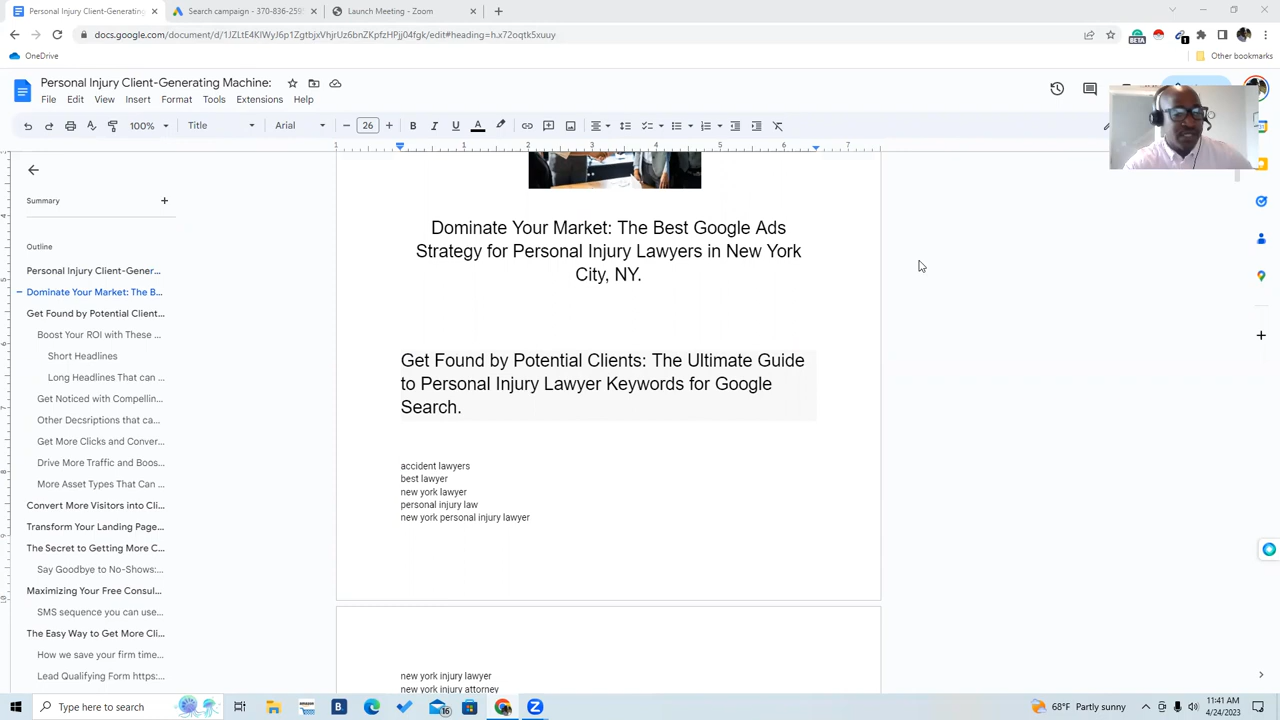 Personal Injury Client-Generating
Search campaign - 370-836-259
Launch Meeting - Zoom
docs.google.com/document/d/1JZLtE4KlWyJ6p1ZgtbjxVhjrUz6bnZKpfzHPjj04fgk/edit#heading=h.x72oqtk5xuuy
OneDrive
Other bookmarks
Personal Injury Client-Generating Machine:
File Edit View Insert Format Tools Extensions Help
100% Title Arial 26 B I U A
1 1 2 3 4 5 6 7
Summary
Outline
Personal Injury Client-Gener...
Dominate Your Market: The B...
Get Found by Potential Client...
Boost Your ROI with These ...
Short Headlines
Long Headlines That can ...
Get Noticed with Compellin...
Other Decsriptions that ca...
Get More Clicks and Conver...
Drive More Traffic and Boos...
More Asset Types That Can ...
Convert More Visitors into Cli...
Transform Your Landing Page...
The Secret to Getting More C...
Say Goodbye to No-Shows:...
Maximizing Your Free Consul...
SMS sequence you can use...
The Easy Way to Get More Cli...
How we save your firm time...
Lead Qualifying Form https:...
Dominate Your Market: The Best Google Ads
Strategy for Personal Injury Lawyers in New York
City, NY.
Get Found by Potential Clients: The Ultimate Guide
to Personal Injury Lawyer Keywords for Google
Search.
accident lawyers
best lawyer
new york lawyer
personal injury law
new york personal injury lawyer
new york injury lawyer
new york injury attorney
Type here to search
68°F Partly sunny
11:41 AM
4/24/2023